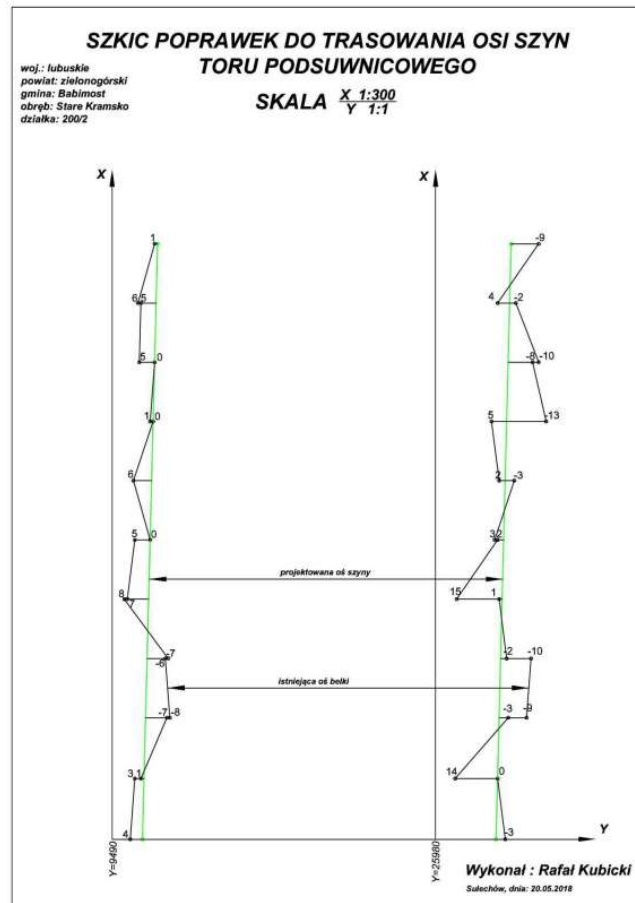 SZKIC POPRAWEK DO TRASOWANIA OSI SZYN
TORU PODSUWNICOWEGO
woj.: lubuskie
powiat: zielonogórski
gmina: Babimost
obręb: Stare Kramsko
działka: 200/2
SKALA X 1:300
Y 1:1
X X
1 -9
6 5 4 -2
5 0 -8 -10
1 0 5 -13
6 2 -3
5 0 3 2
projektowana oś szyny
8 7 15 1
-6 -7 -2 -10
istniejąca oś belki
-7 -8 -3 -9
3 1 14 0
4 -3
Y
Y=9490 Y=25980
Wykonał : Rafał Kubicki
Sulechów, dnia: 20.05.2018